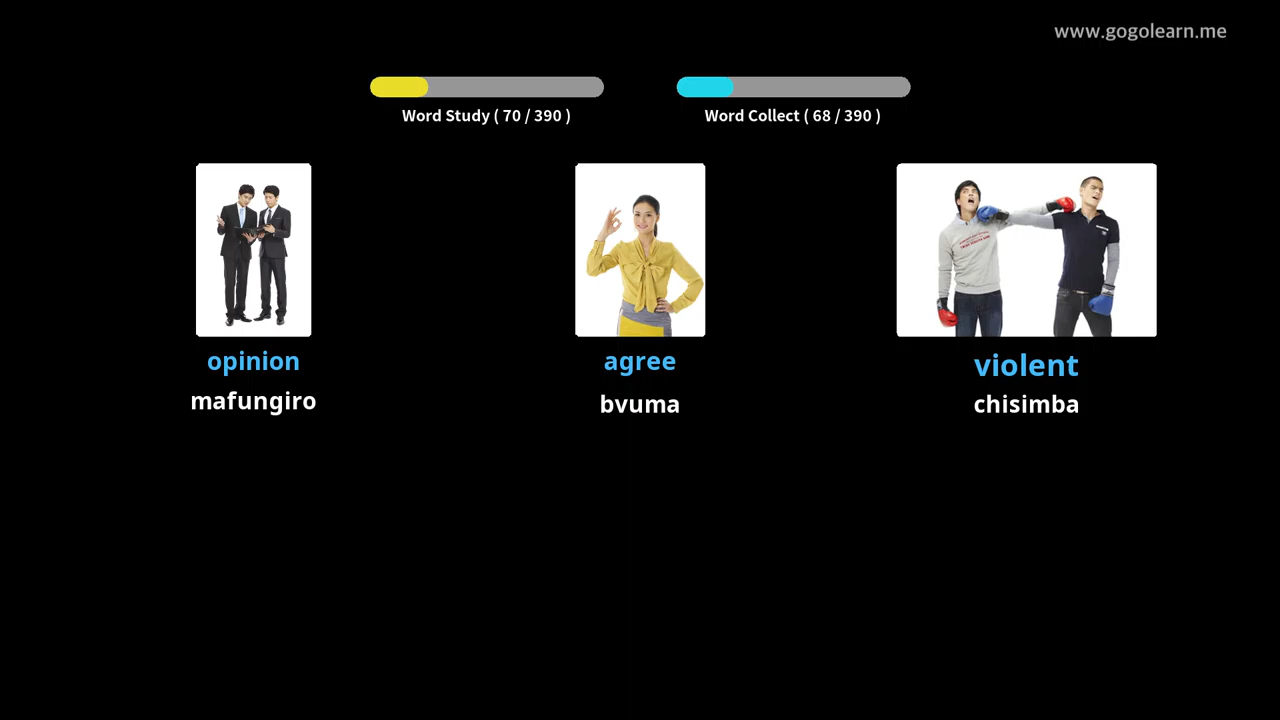 www.gogolearn.me
Word Study ( 70 / 390 )
Word Collect ( 68 / 390 )
opinion
agree
violent
mafungiro
bvuma
chisimba